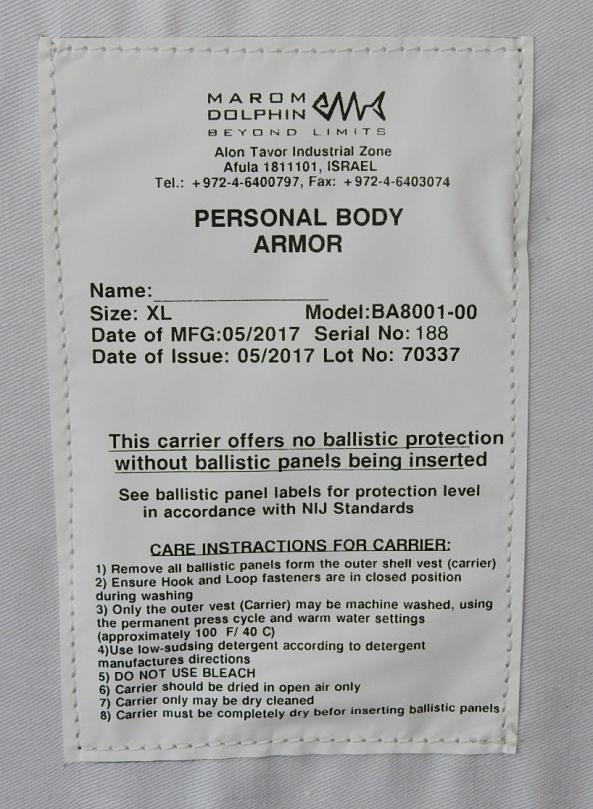 MAROM
DOLPHIN
BEYOND LIMITS
Alon Tavor Industrial Zone
Afula 1811101, ISRAEL
Tel.: +972-4-6400797, Fax: +972-4-6403074
PERSONAL BODY
ARMOR
Name:
Size: XL Model:BA8001-00
Date of MFG:05/2017 Serial No: 188
Date of Issue: 05/2017 Lot No: 70337
This carrier offers no ballistic protection
without ballistic panels being inserted
See ballistic panel labels for protection level
in accordance with NIJ Standards
CARE INSTRACTIONS FOR CARRIER:
1) Remove all ballistic panels form the outer shell vest (carrier)
2) Ensure Hook and Loop fasteners are in closed position
during washing
3) Only the outer vest (Carrier) may be machine washed, using
the permanent press cycle and warm water settings
(approximately 100 F/ 40 C)
4)Use low-sudsing detergent according to detergent
manufactures directions
5) DO NOT USE BLEACH
6) Carrier should be dried in open air only
7) Carrier only may be dry cleaned
8) Carrier must be completely dry befor inserting ballistic panels